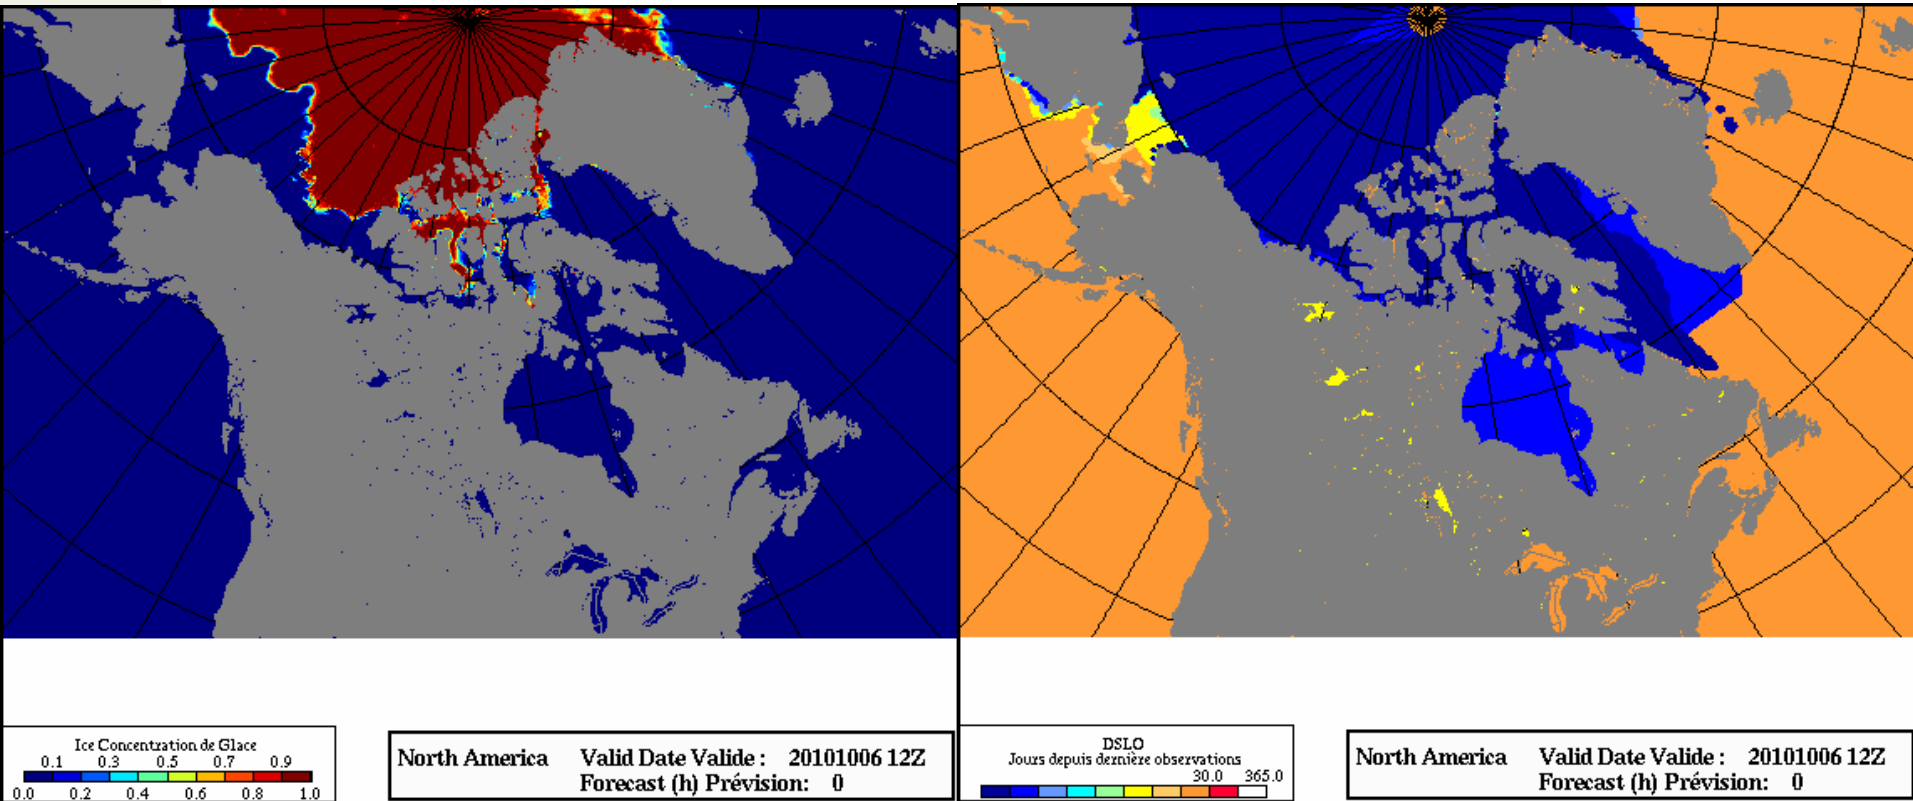 Ice Concentration de Glace
0.1 0.3 0.5 0.7 0.9
0.0 0.2 0.4 0.6 0.8 1.0
North America Valid Date Valide : 20101006 12Z
Forecast (h) Prévision: 0
DSLO
Jours depuis dernière observations
30.0 365.0
North America Valid Date Valide : 20101006 12Z
Forecast (h) Prévision: 0